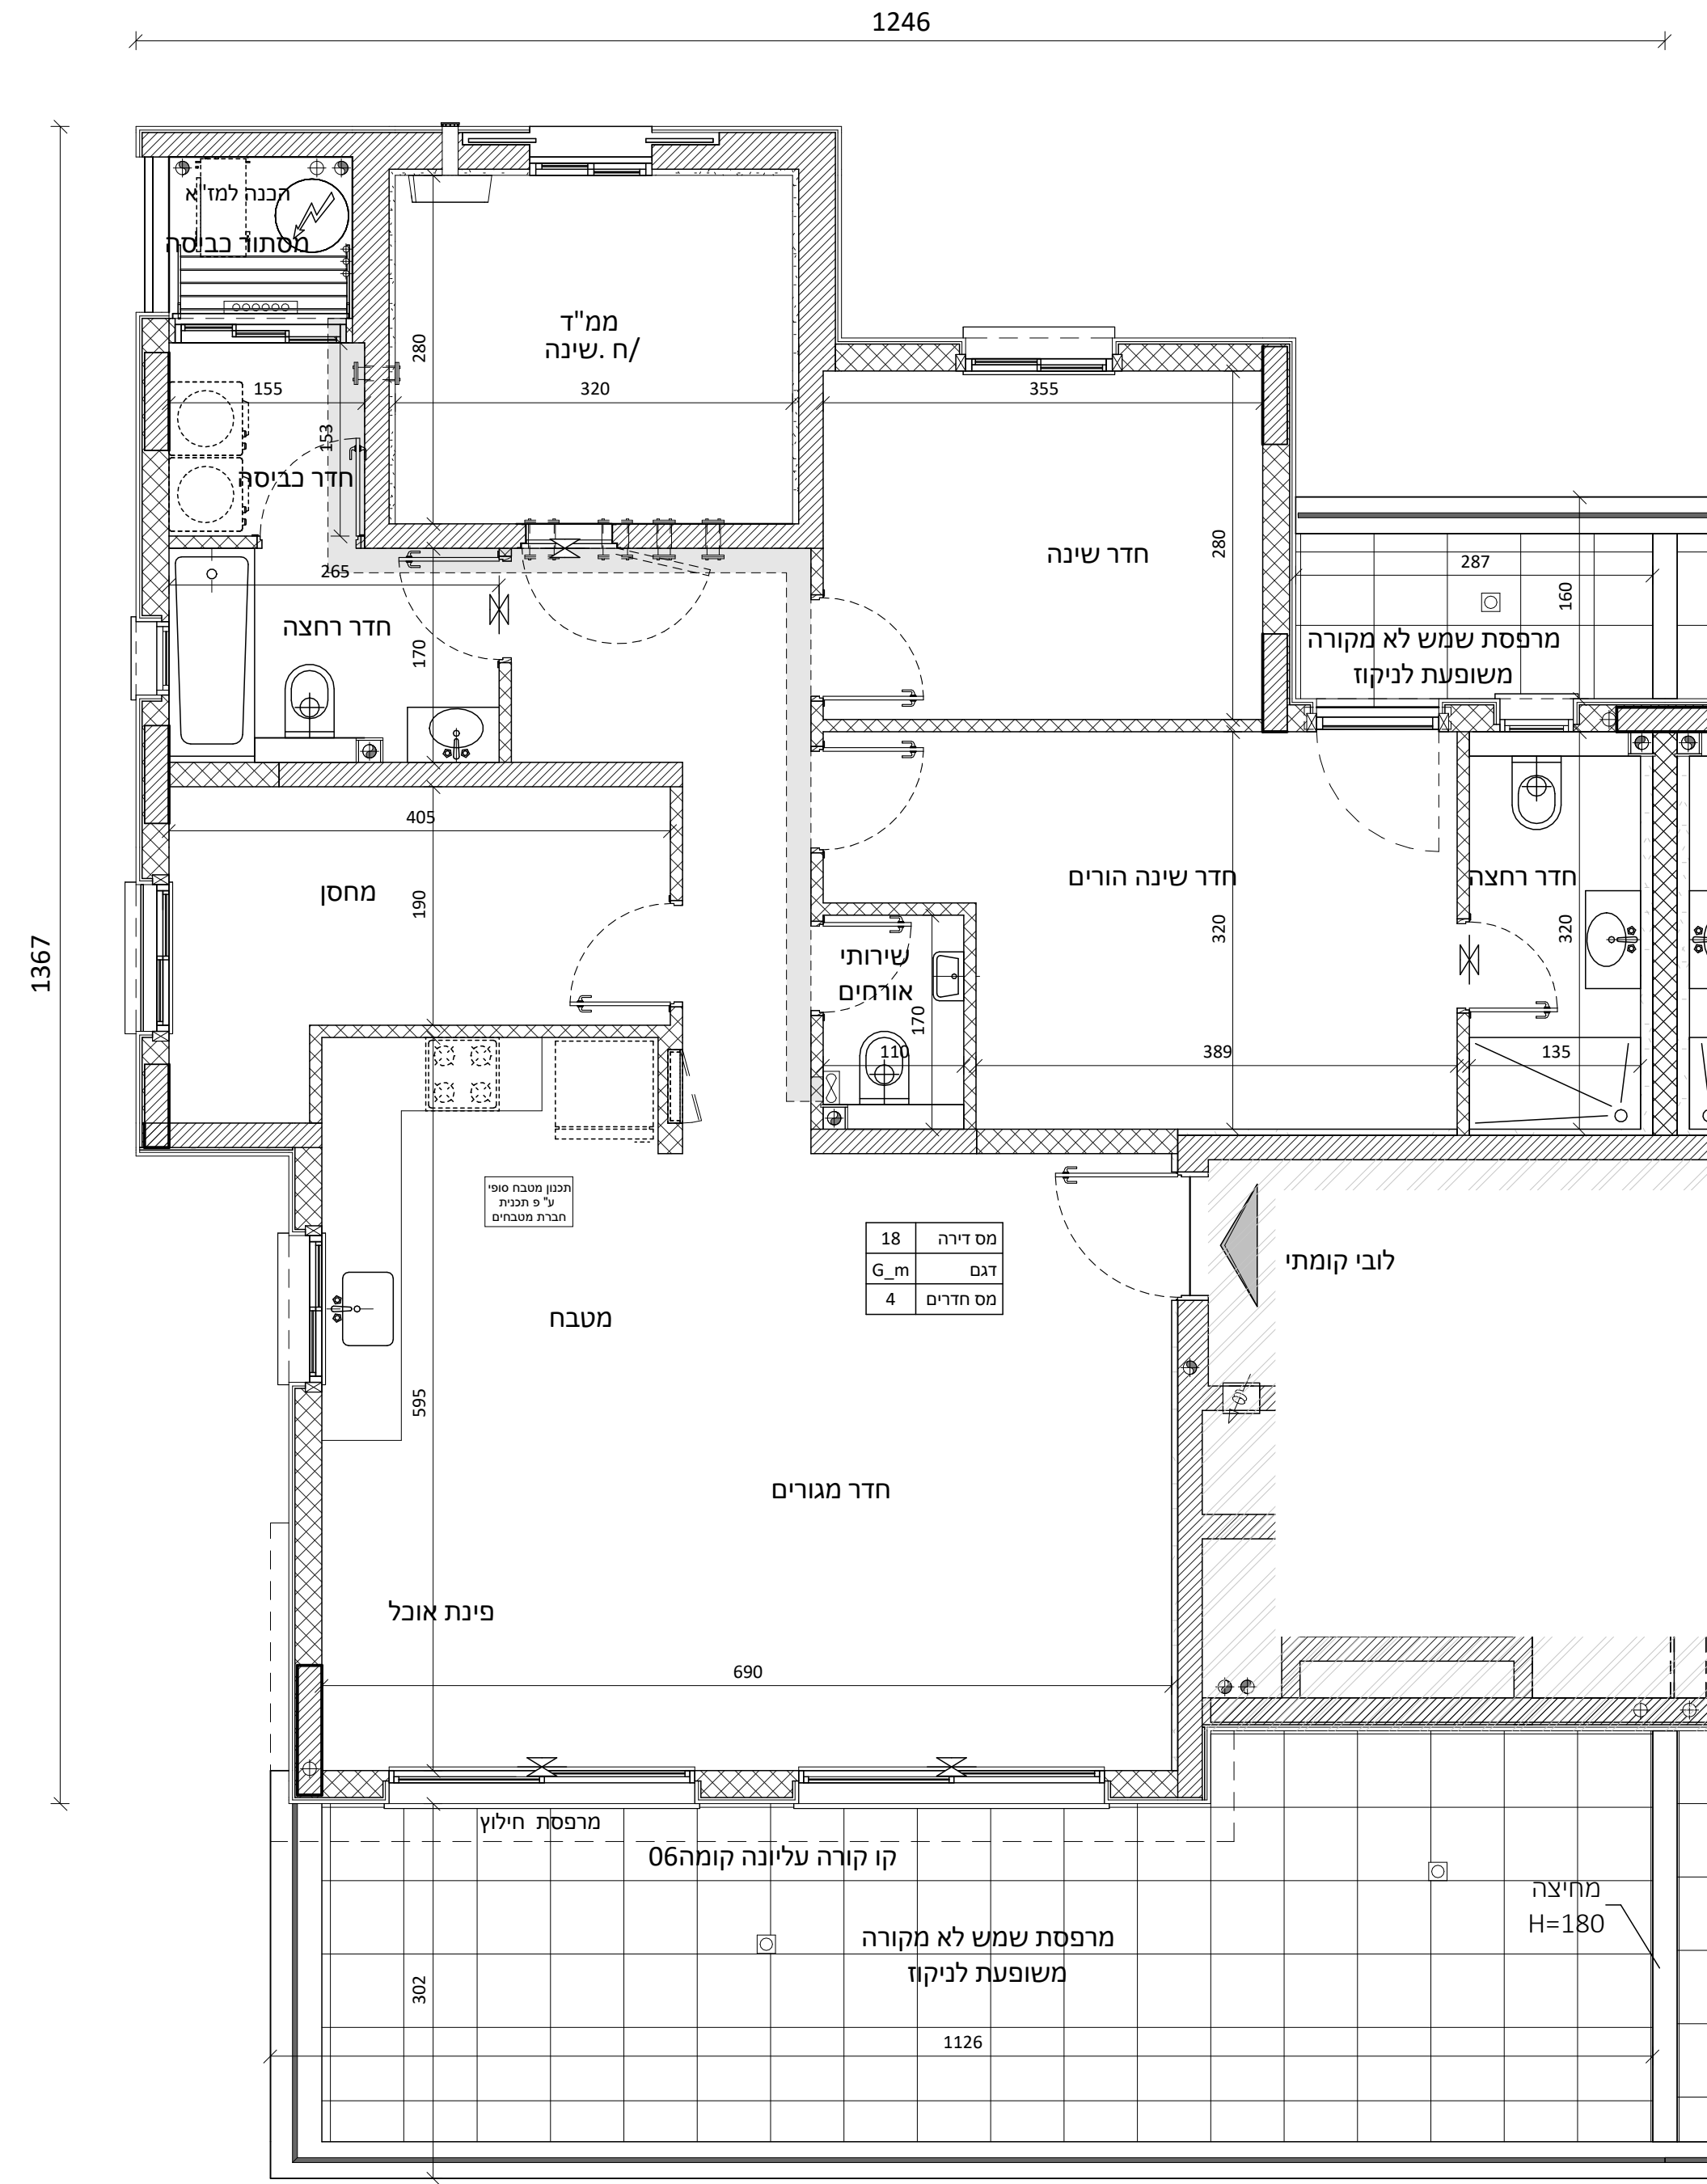 1246
1367
הכנה למז"א
מסתור כביסה
ממ"ד
/ח .שינה
280
320
155
153
חדר כביסה
355
חדר שינה
280
287
160
מרפסת שמש לא מקורה
משופעת לניקוז
265
חדר רחצה
170
405
מחסן
190
חדר שינה הורים
320
חדר רחצה
320
שירותי
אורחים
170
110
389
135
תכנון מטבח סופי
ע" פ תכנית
חברת מטבחים
מס דירה 18
דגם G_m
מס חדרים 4
לובי קומתי
מטבח
595
חדר מגורים
פינת אוכל
690
מרפסת חילוץ
קו קורה עליונה קומה06
מחיצה
H=180
מרפסת שמש לא מקורה
משופעת לניקוז
302
1126